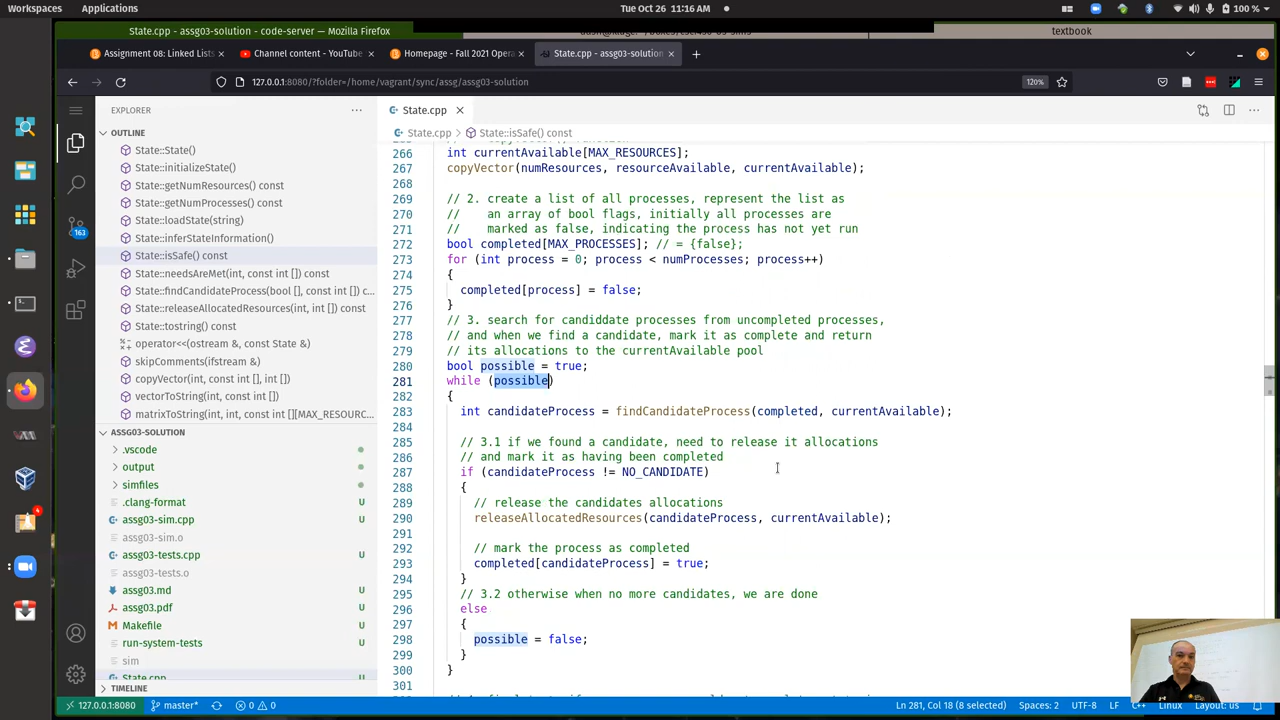 Workspaces Applications Tue Oct 26 11:16 AM 100 %
State.cpp - assg03-solution - code-server — Mozilla Firefox textbook
Assignment 08: Linked Lists Channel content - YouTube Homepage - Fall 2021 Opera State.cpp - assg03-solution
127.0.0.1:8080/?folder=/home/vagrant/sync/assg/assg03-solution 120%
EXPLORER
State.cpp
OUTLINE
State.cpp > State::isSafe() const
State::State()
State::initializeState()
State::getNumResources() const
State::getNumProcesses() const
State::loadState(string)
State::inferStateInformation()
State::isSafe() const
State::needsAreMet(int, const int []) const
State::findCandidateProcess(bool [], const int []) c...
State::releaseAllocatedResources(int, int []) const
State::tostring() const
operator<<(ostream &, const State &)
skipComments(ifstream &)
copyVector(int, int [], int [])
vectorToString(int, int [])
matrixToString(int, int, int [][MAX_RESOURC...
ASSG03-SOLUTION
.vscode
output
simfiles
.clang-format U
assg03-sim.cpp U
assg03-sim.o
assg03-tests.cpp U
assg03-tests.o
assg03.md U
assg03.pdf U
Makefile U
run-system-tests U
sim
State.cpp U
TIMELINE
163
266 int currentAvailable[MAX_RESOURCES];
267 copyVector(numResources, resourceAvailable, currentAvailable);
268
269 // 2. create a list of all processes, represent the list as
270 // an array of bool flags, initially all processes are
271 // marked as false, indicating the process has not yet run
272 bool completed[MAX_PROCESSES]; // = {false};
273 for (int process = 0; process < numProcesses; process++)
274 {
275 completed[process] = false;
276 }
277 // 3. search for candiddate processes from uncompleted processes,
278 // and when we find a candidate, mark it as complete and return
279 // its allocations to the currentAvailable pool
280 bool possible = true;
281 while (possible)
282 {
283 int candidateProcess = findCandidateProcess(completed, currentAvailable);
284
285 // 3.1 if we found a candidate, need to release it allocations
286 // and mark it as having been completed
287 if (candidateProcess != NO_CANDIDATE)
288 {
289 // release the candidates allocations
290 releaseAllocatedResources(candidateProcess, currentAvailable);
291
292 // mark the process as completed
293 completed[candidateProcess] = true;
294 }
295 // 3.2 otherwise when no more candidates, we are done
296 else
297 {
298 possible = false;
299 }
300 }
301
127.0.0.1:8080 master* 0 0 Ln 281, Col 18 (8 selected) Spaces: 2 UTF-8 LF C++ Linux Layout: us